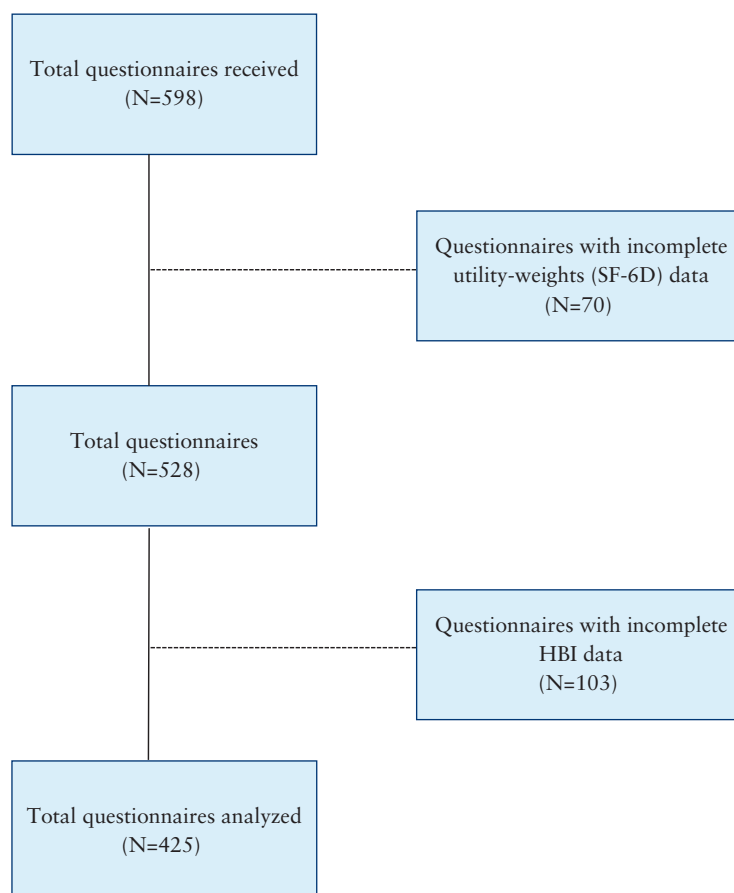 Total questionnaires received
(N=598)
Questionnaires with incomplete
utility-weights (SF-6D) data
(N=70)
Total questionnaires
(N=528)
Questionnaires with incomplete
HBI data
(N=103)
Total questionnaires analyzed
(N=425)